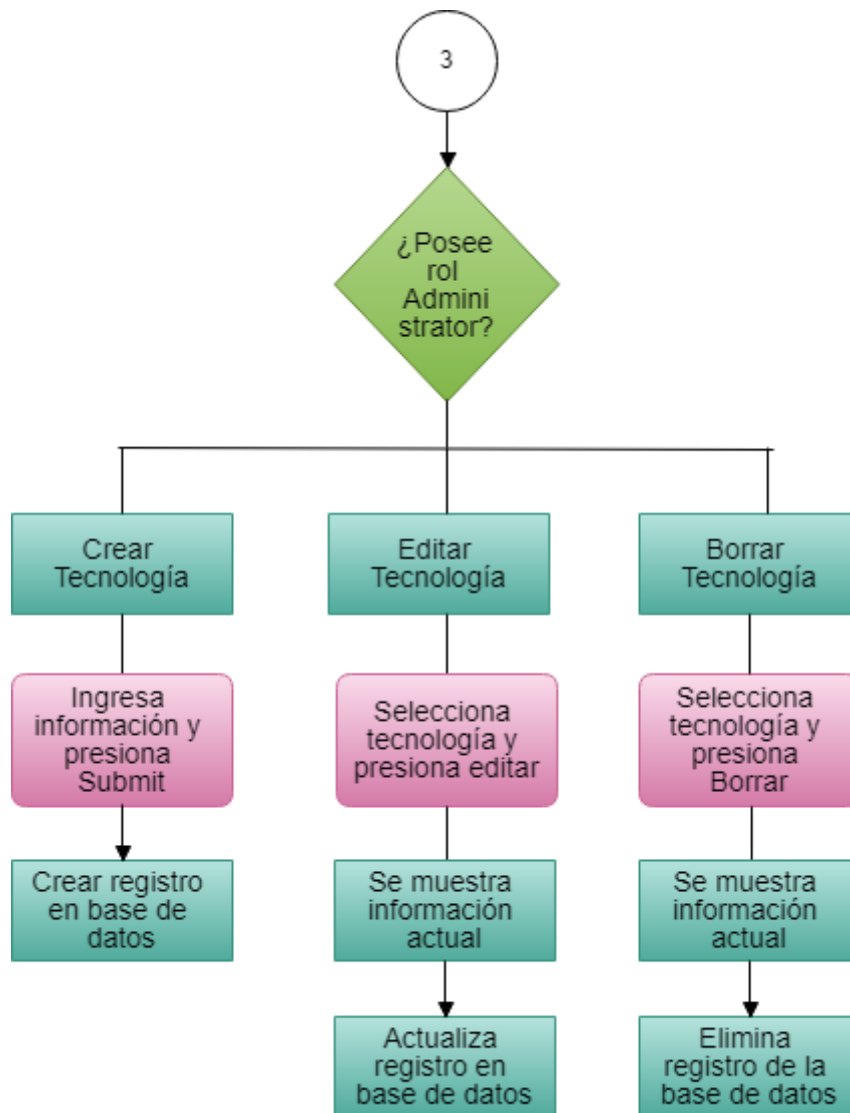 3
¿Posee
rol
Admini
strator?
Crear
Tecnología
Editar
Tecnología
Borrar
Tecnología
Ingresa
información y
presiona
Submit
Selecciona
tecnología y
presiona editar
Selecciona
tecnología y
presiona
Borrar
Crear registro
en base de
datos
Se muestra
información
actual
Se muestra
información
actual
Actualiza
registro en
base de datos
Elimina
registro de la
base de datos